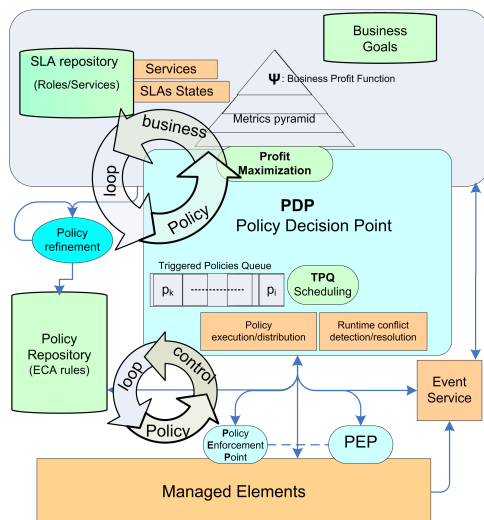 Business
Goals
SLA repository
(Roles/Services)
Services
SLAs States
Ψ: Business Profit Function
Metrics pyramid
business
loop
Policy
Profit
Maximization
PDP
Policy Decision Point
Policy
refinement
Triggered Policies Queue
pk
pi
TPQ
Scheduling
Policy
execution/distribution
Runtime conflict
detection/resolution
Policy
Repository
(ECA rules)
control
loop
Policy
Event
Service
Policy
Enforcement
Point
PEP
Managed Elements